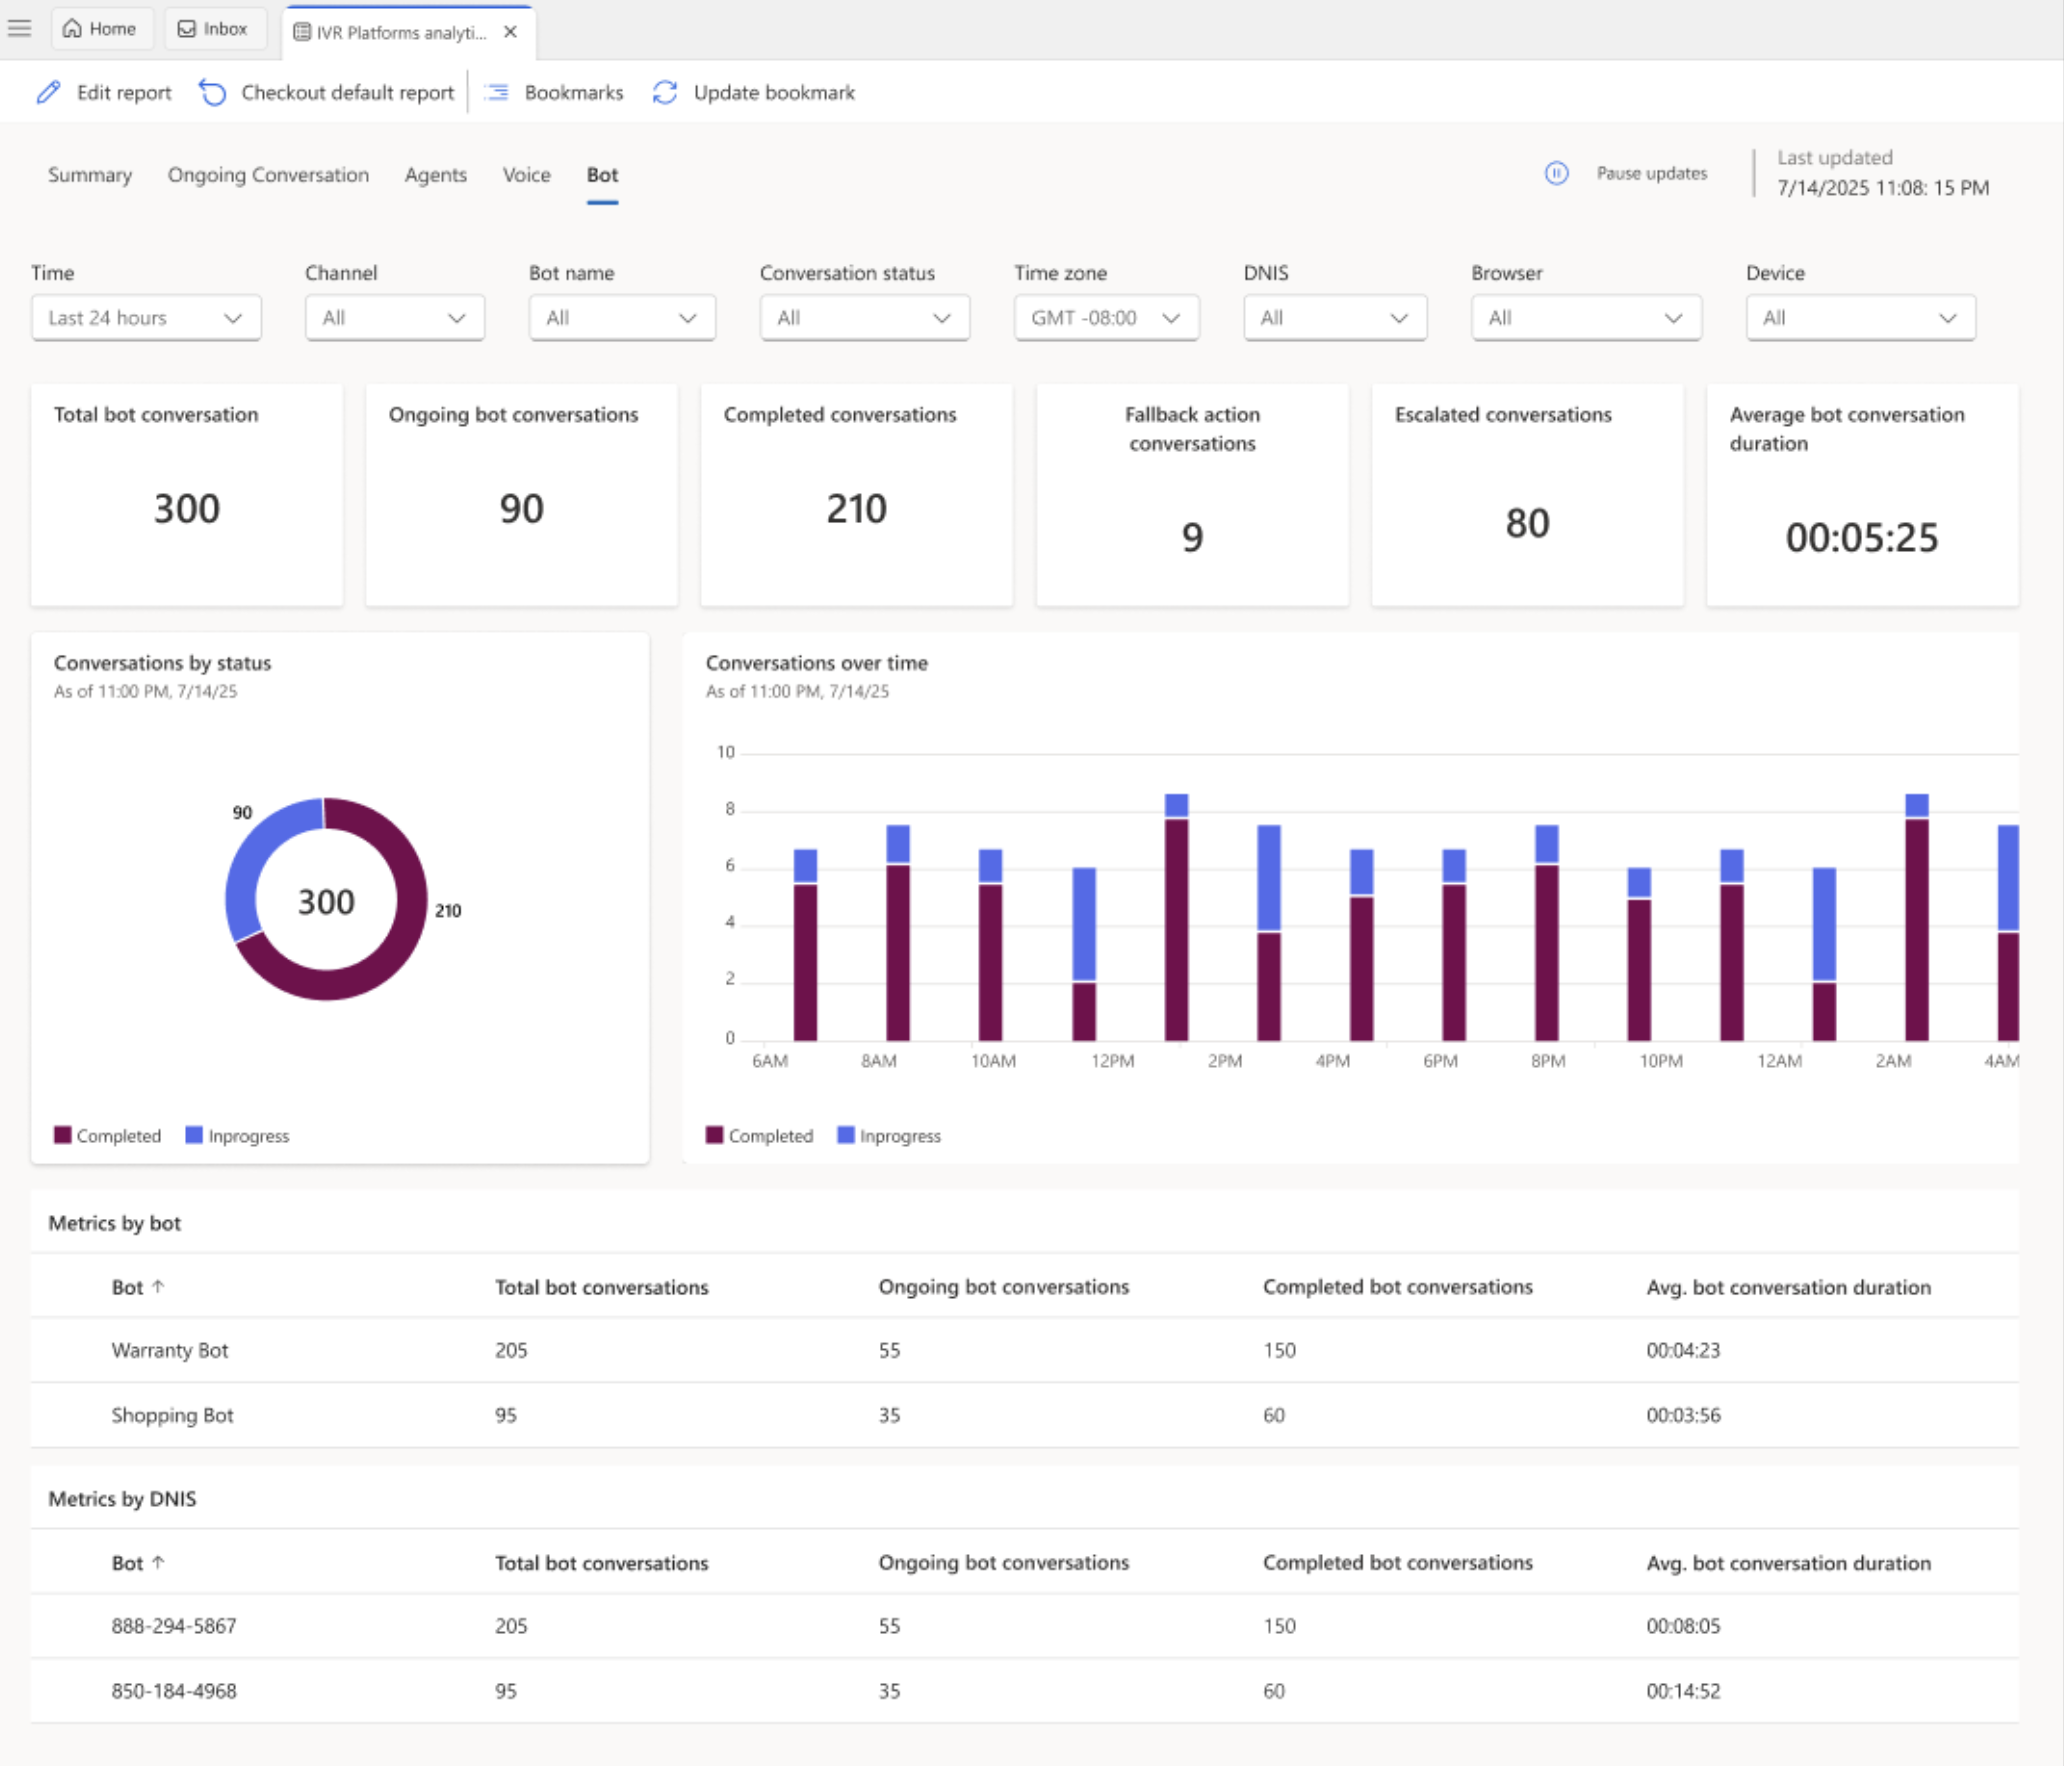 Home Inbox IVR Platforms analyti...
Edit report Checkout default report Bookmarks Update bookmark
Summary Ongoing Conversation Agents Voice Bot
Pause updates
Last updated
7/14/2025 11:08: 15 PM
Time Channel Bot name Conversation status Time zone DNIS Browser Device
Last 24 hours All All All GMT -08:00 All All All
Total bot conversation
300
Ongoing bot conversations
90
Completed conversations
210
Fallback action
conversations
9
Escalated conversations
80
Average bot conversation
duration
00:05:25
Conversations by status
As of 11:00 PM, 7/14/25
90
300
210
Completed Inprogress
Conversations over time
As of 11:00 PM, 7/14/25
10
8
6
4
2
0
6AM 8AM 10AM 12PM 2PM 4PM 6PM 8PM 10PM 12AM 2AM 4AM
Completed Inprogress
Metrics by bot
Bot ↑ Total bot conversations Ongoing bot conversations Completed bot conversations Avg. bot conversation duration
Warranty Bot 205 55 150 00:04:23
Shopping Bot 95 35 60 00:03:56
Metrics by DNIS
Bot ↑ Total bot conversations Ongoing bot conversations Completed bot conversations Avg. bot conversation duration
888-294-5867 205 55 150 00:08:05
850-184-4968 95 35 60 00:14:52